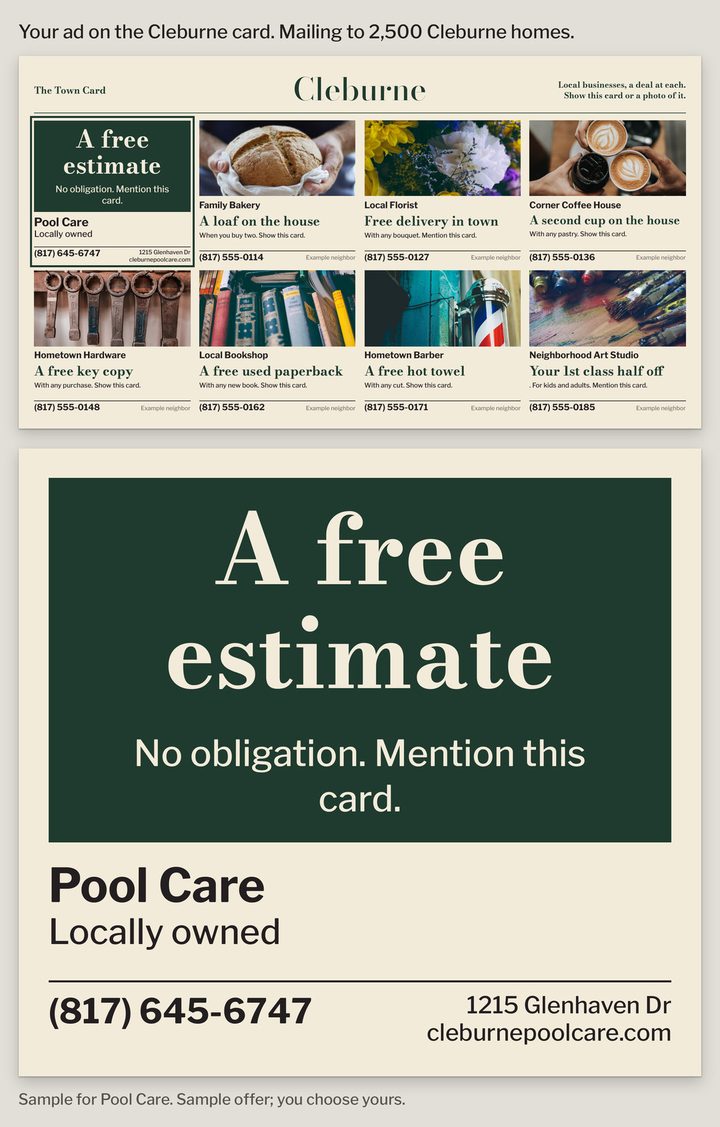 Your ad on the Cleburne card. Mailing to 2,500 Cleburne homes.
The Town Card
Cleburne
Local businesses, a deal at each.
Show this card or a photo of it.
A free
estimate
No obligation. Mention this
card.
Pool Care
Locally owned
(817) 645-6747
1215 Glenhaven Dr
cleburnepoolcare.com
Family Bakery
A loaf on the house
When you buy two. Show this card.
(817) 555-0114
Example neighbor
Local Florist
Free delivery in town
With any bouquet. Mention this card.
(817) 555-0127
Example neighbor
Corner Coffee House
A second cup on the house
With any pastry. Show this card.
(817) 555-0136
Example neighbor
Hometown Hardware
A free key copy
With any purchase. Show this card.
(817) 555-0148
Example neighbor
Local Bookshop
A free used paperback
With any new book. Show this card.
(817) 555-0162
Example neighbor
Hometown Barber
A free hot towel
With any cut. Show this card.
(817) 555-0171
Example neighbor
Neighborhood Art Studio
Your 1st class half off
. For kids and adults. Mention this card.
(817) 555-0185
Example neighbor
A free
estimate
No obligation. Mention this
card.
Pool Care
Locally owned
(817) 645-6747
1215 Glenhaven Dr
cleburnepoolcare.com
Sample for Pool Care. Sample offer; you choose yours.